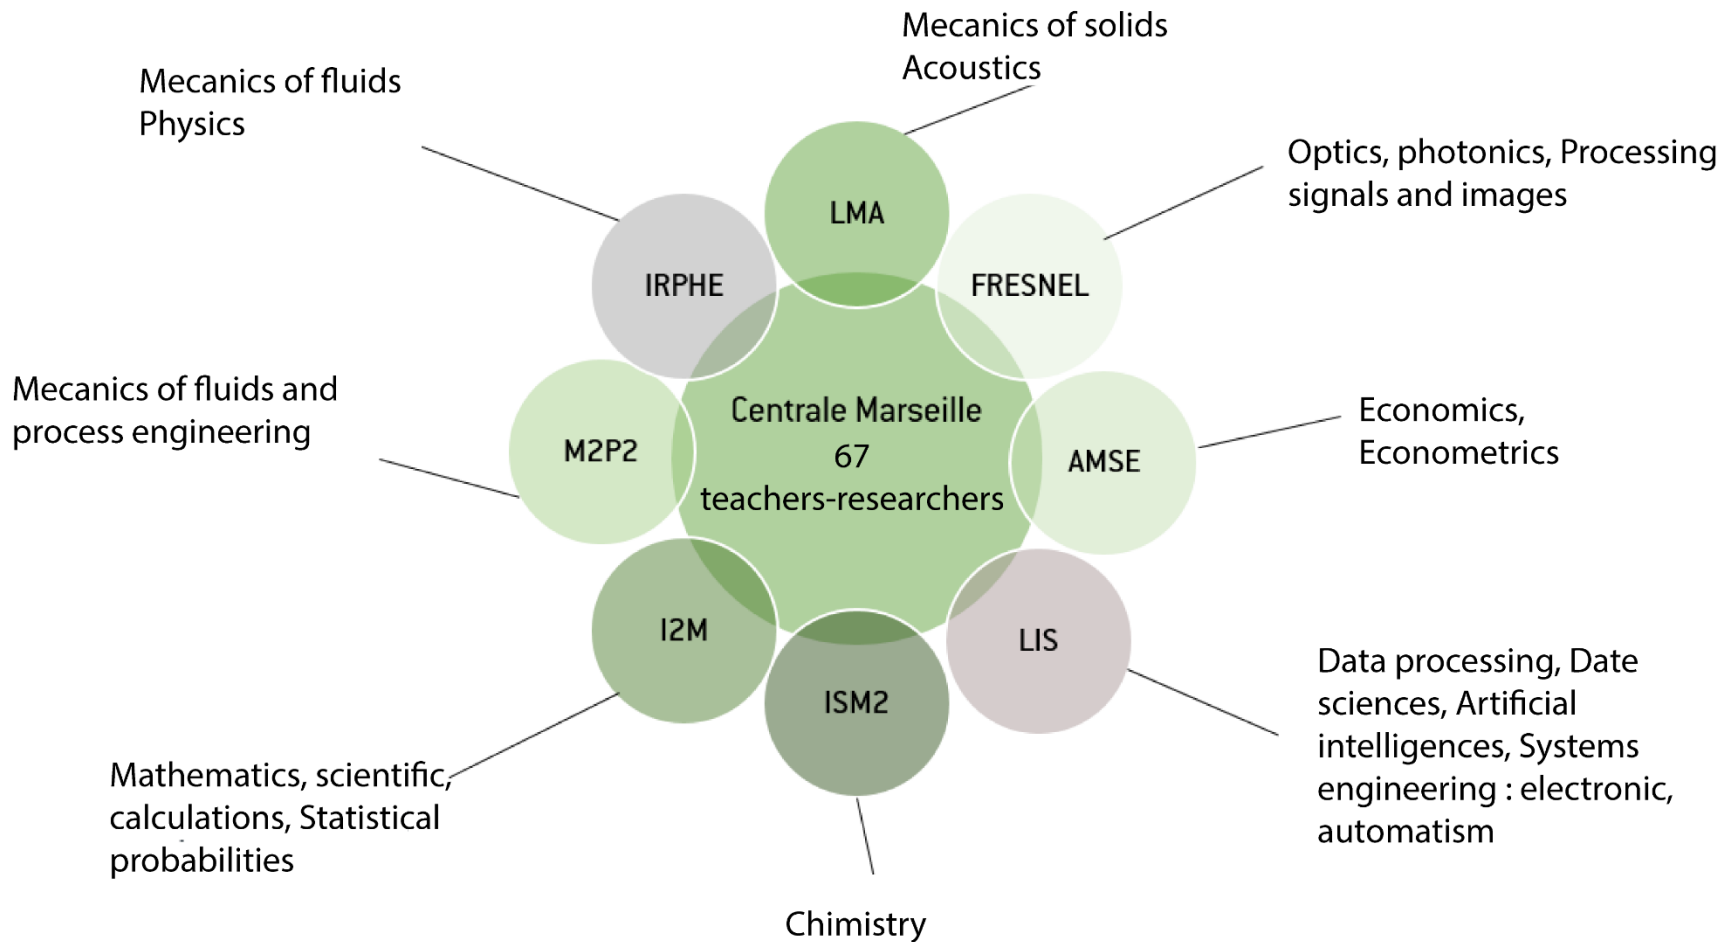 Mecanics of solids
Acoustics
Mecanics of fluids
Physics
Optics, photonics, Processing
signals and images
LMA
IRPHE
FRESNEL
Mecanics of fluids and
process engineering
M2P2
Centrale Marseille
67
teachers-researchers
AMSE
Economics,
Econometrics
I2M
ISM2
LIS
Data processing, Date
sciences, Artificial
intelligences, Systems
engineering : electronic,
automatism
Mathematics, scientific,
calculations, Statistical
probabilities
Chimistry